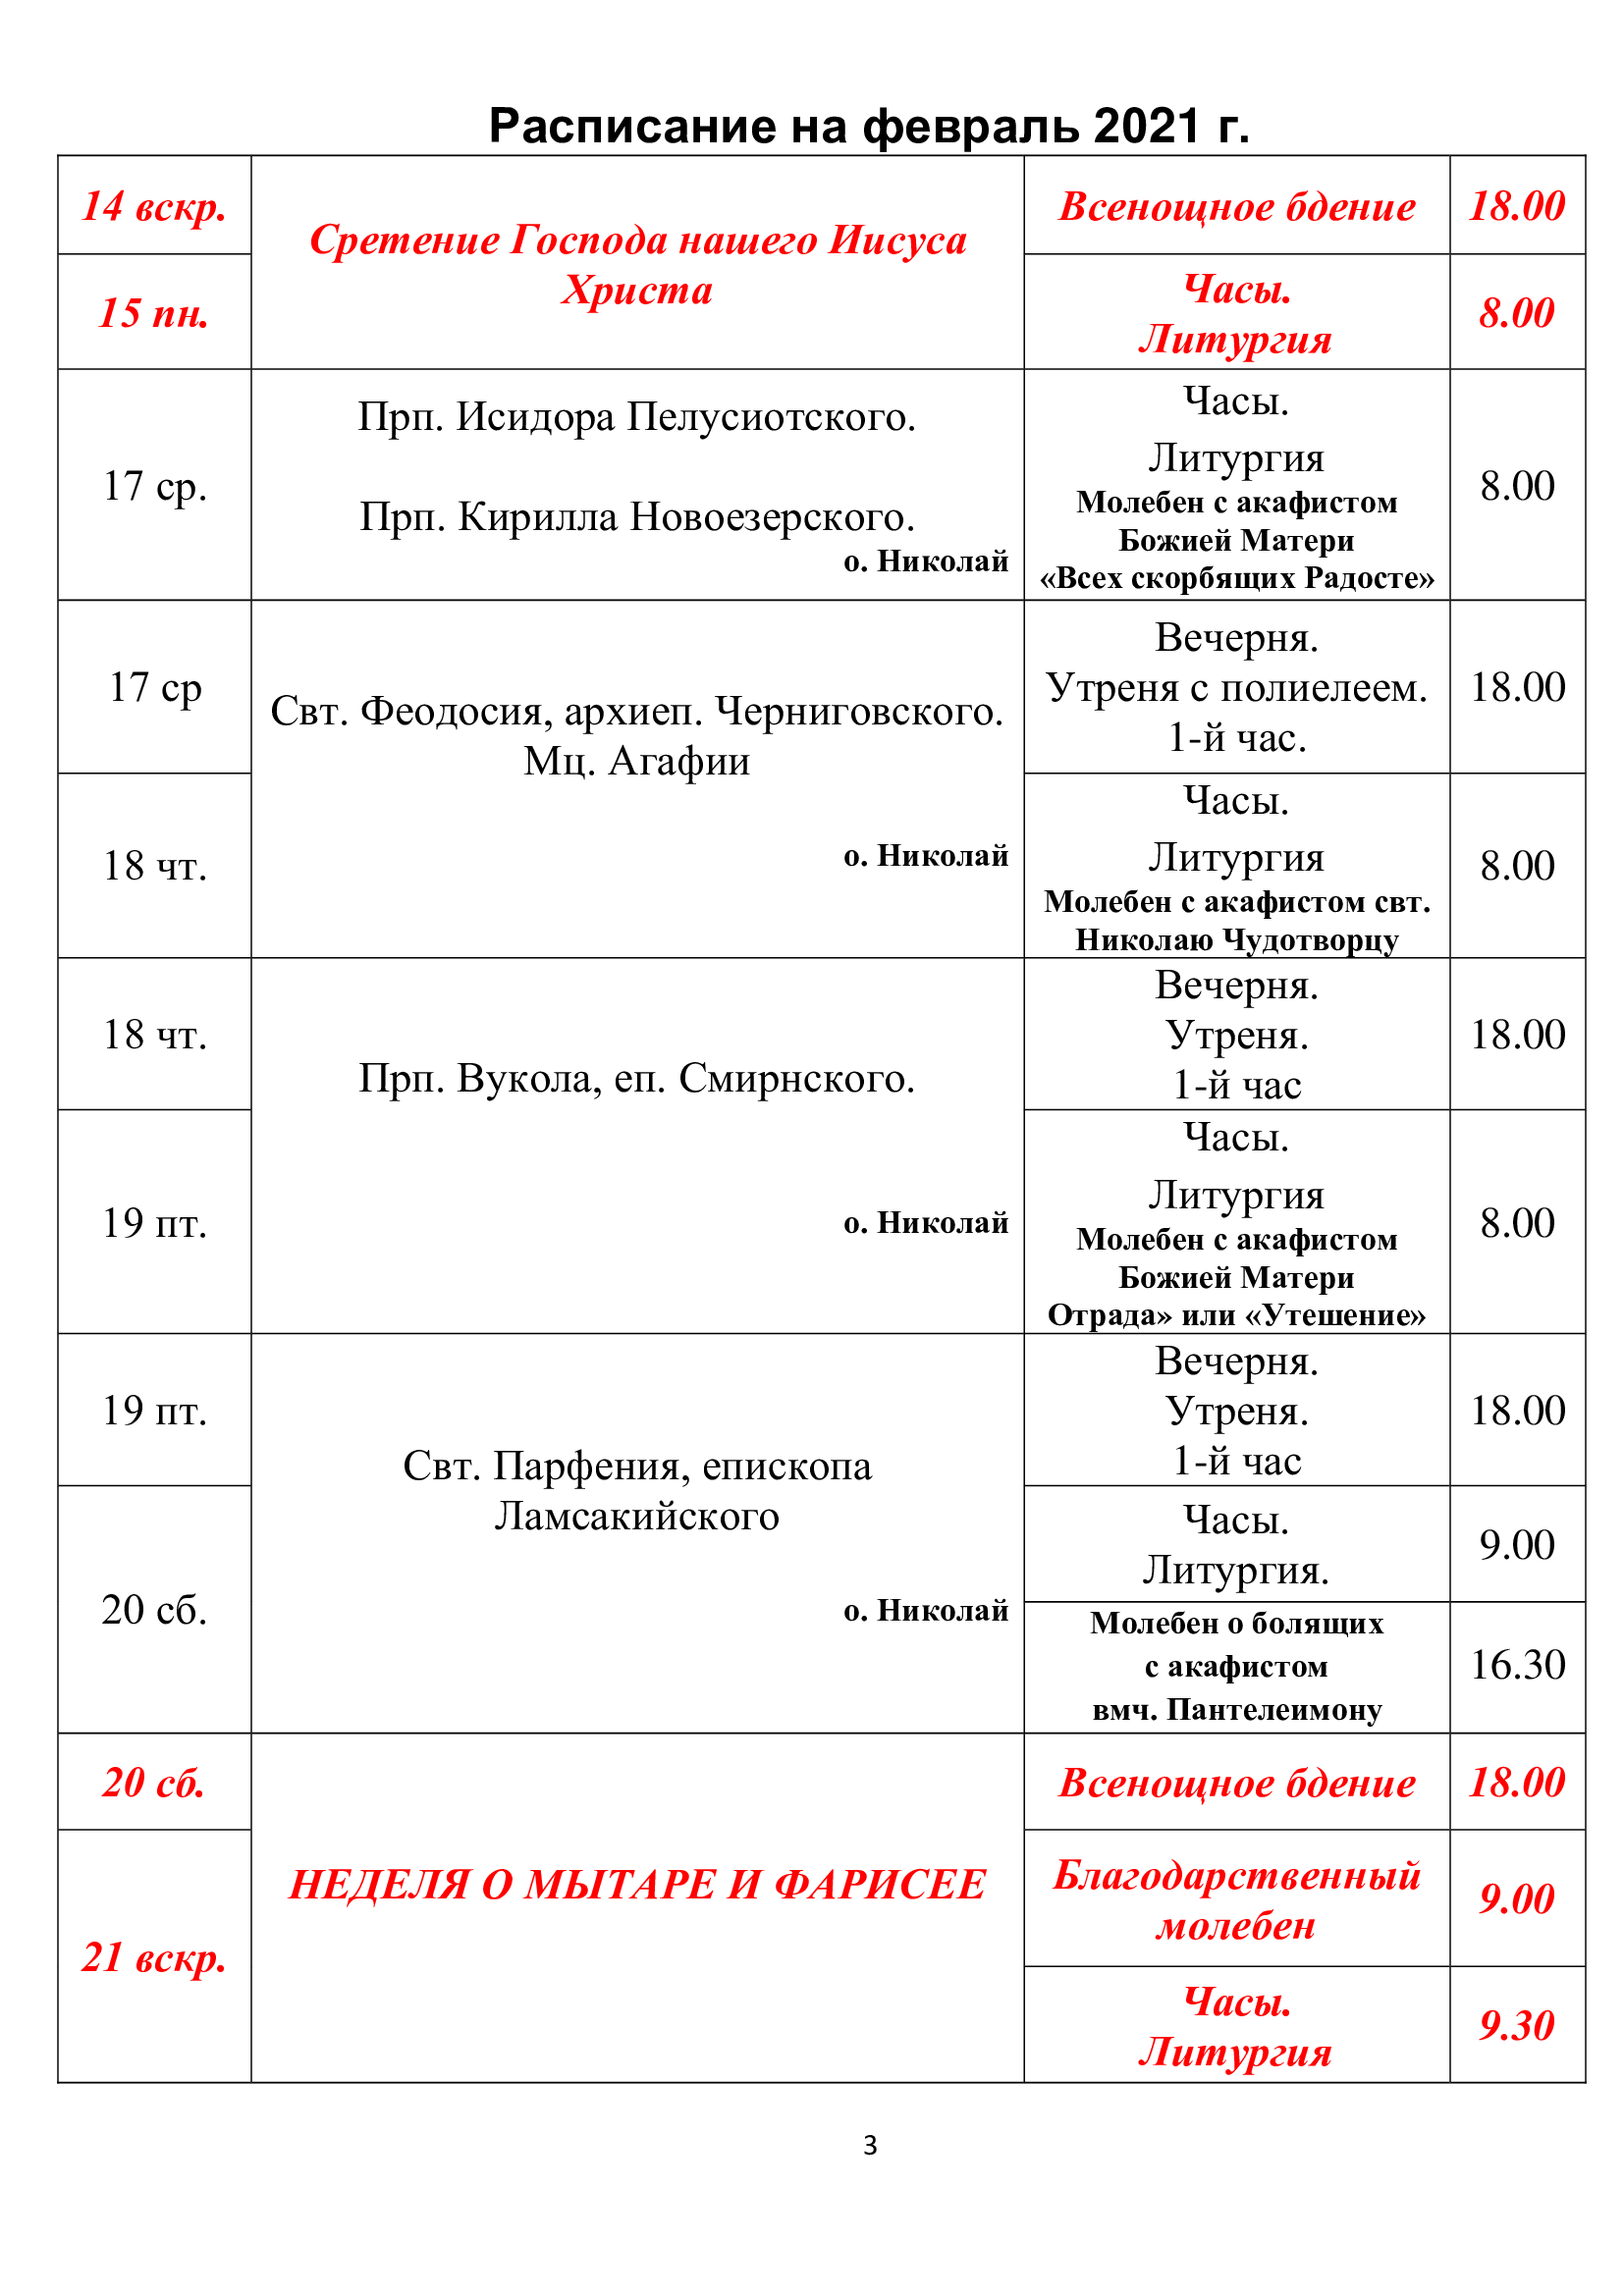 Расписание на февраль 2021 г.
14 вскр.
Сретение Господа нашего Иисуса
Христа
Всенощное бдение
18.00
15 пн.
Часы.
Литургия
8.00
17 ср.
Прп. Исидора Пелусиотского.
Прп. Кирилла Новоезерского.
о. Николай
Часы.
Литургия
Молебен с акафистом
Божией Матери
«Всех скорбящих Радосте»
8.00
17 ср
Свт. Феодосия, архиеп. Черниговского.
Мц. Агафии
о. Николай
Вечерня.
Утреня с полиелеем.
1-й час.
18.00
18 чт.
Часы.
Литургия
Молебен с акафистом свт.
Николаю Чудотворцу
8.00
18 чт.
Прп. Вукола, еп. Смирнского.
о. Николай
Вечерня.
Утреня.
1-й час
18.00
19 пт.
Часы.
Литургия
Молебен с акафистом
Божией Матери
Отрада» или «Утешение»
8.00
19 пт.
Свт. Парфения, епископа
Ламсакийского
о. Николай
Вечерня.
Утреня.
1-й час
18.00
20 сб.
Часы.
Литургия.
9.00
Молебен о болящих
с акафистом
вмч. Пантелеимону
16.30
20 сб.
НЕДЕЛЯ О МЫТАРЕ И ФАРИСЕЕ
Всенощное бдение
18.00
21 вскр.
Благодарственный
молебен
9.00
Часы.
Литургия
9.30
3